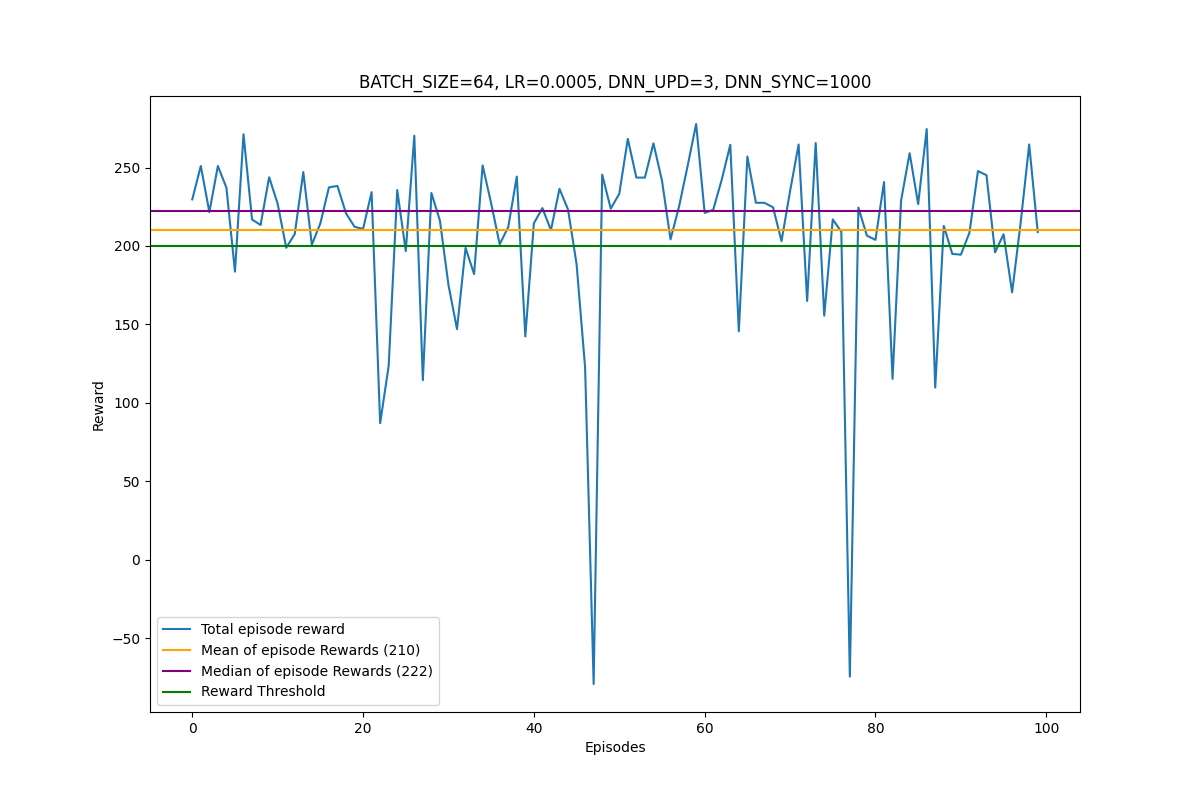 BATCH_SIZE=64, LR=0.0005, DNN_UPD=3, DNN_SYNC=1000
250
200
150
100
50
0
−50
Reward
Total episode reward
Mean of episode Rewards (210)
Median of episode Rewards (222)
Reward Threshold
0 20 40 60 80 100
Episodes